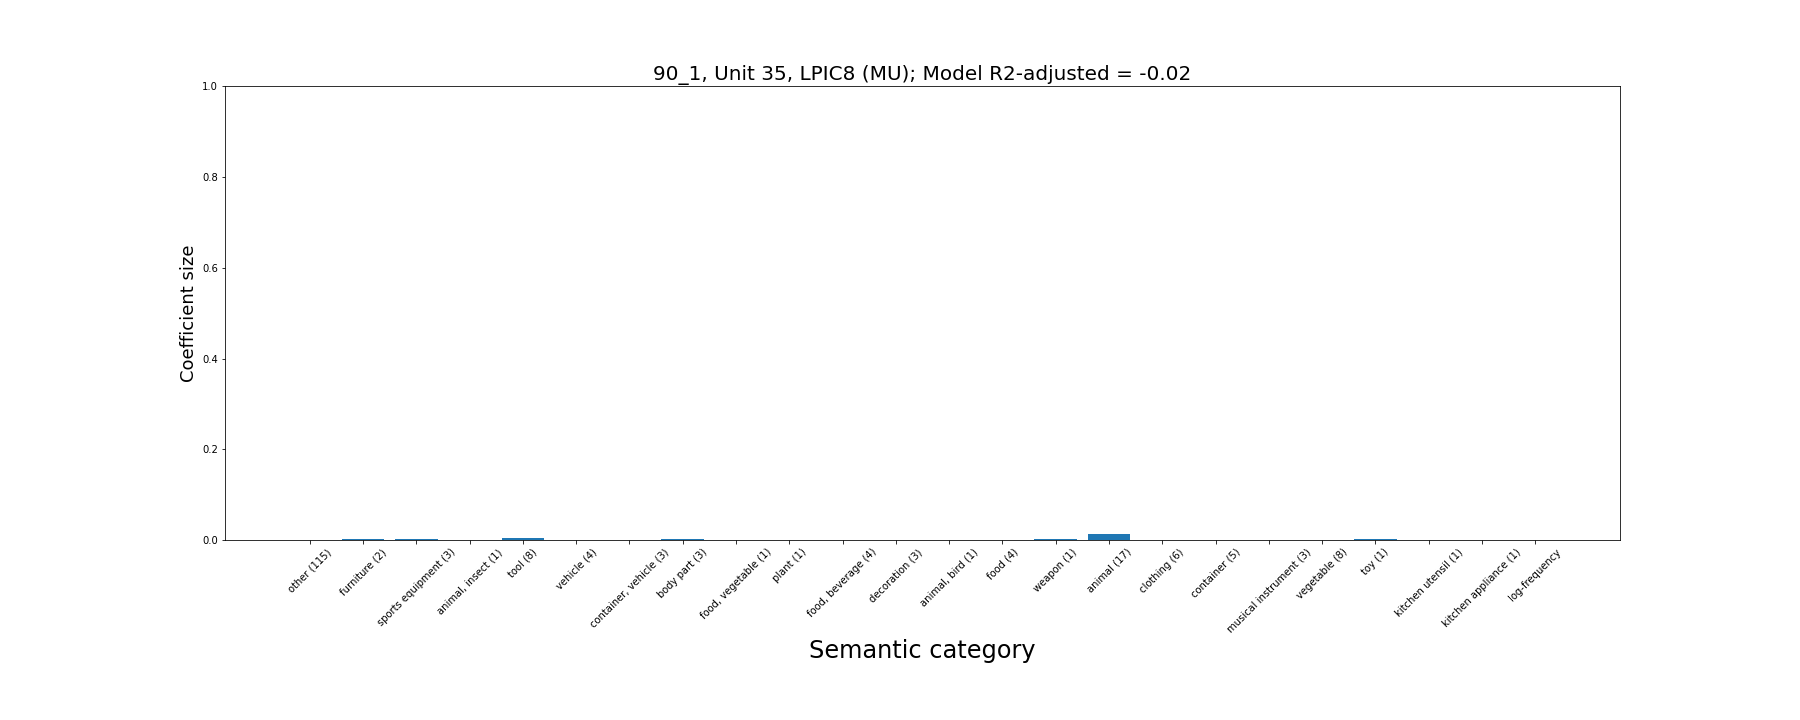 90_1, Unit 35, LPIC8 (MU); Model R2-adjusted = -0.02
Coefficient size
1.0
0.8
0.6
0.4
0.2
0.0
other (115)
furniture (2)
sports equipment (3)
animal, insect (1)
tool (8)
vehicle (4)
container, vehicle (3)
body part (3)
food, vegetable (1)
plant (1)
food, beverage (4)
decoration (3)
animal, bird (1)
food (4)
weapon (1)
animal (17)
clothing (6)
container (5)
musical instrument (3)
vegetable (8)
toy (1)
kitchen utensil (1)
kitchen appliance (1)
log-frequency
Semantic category